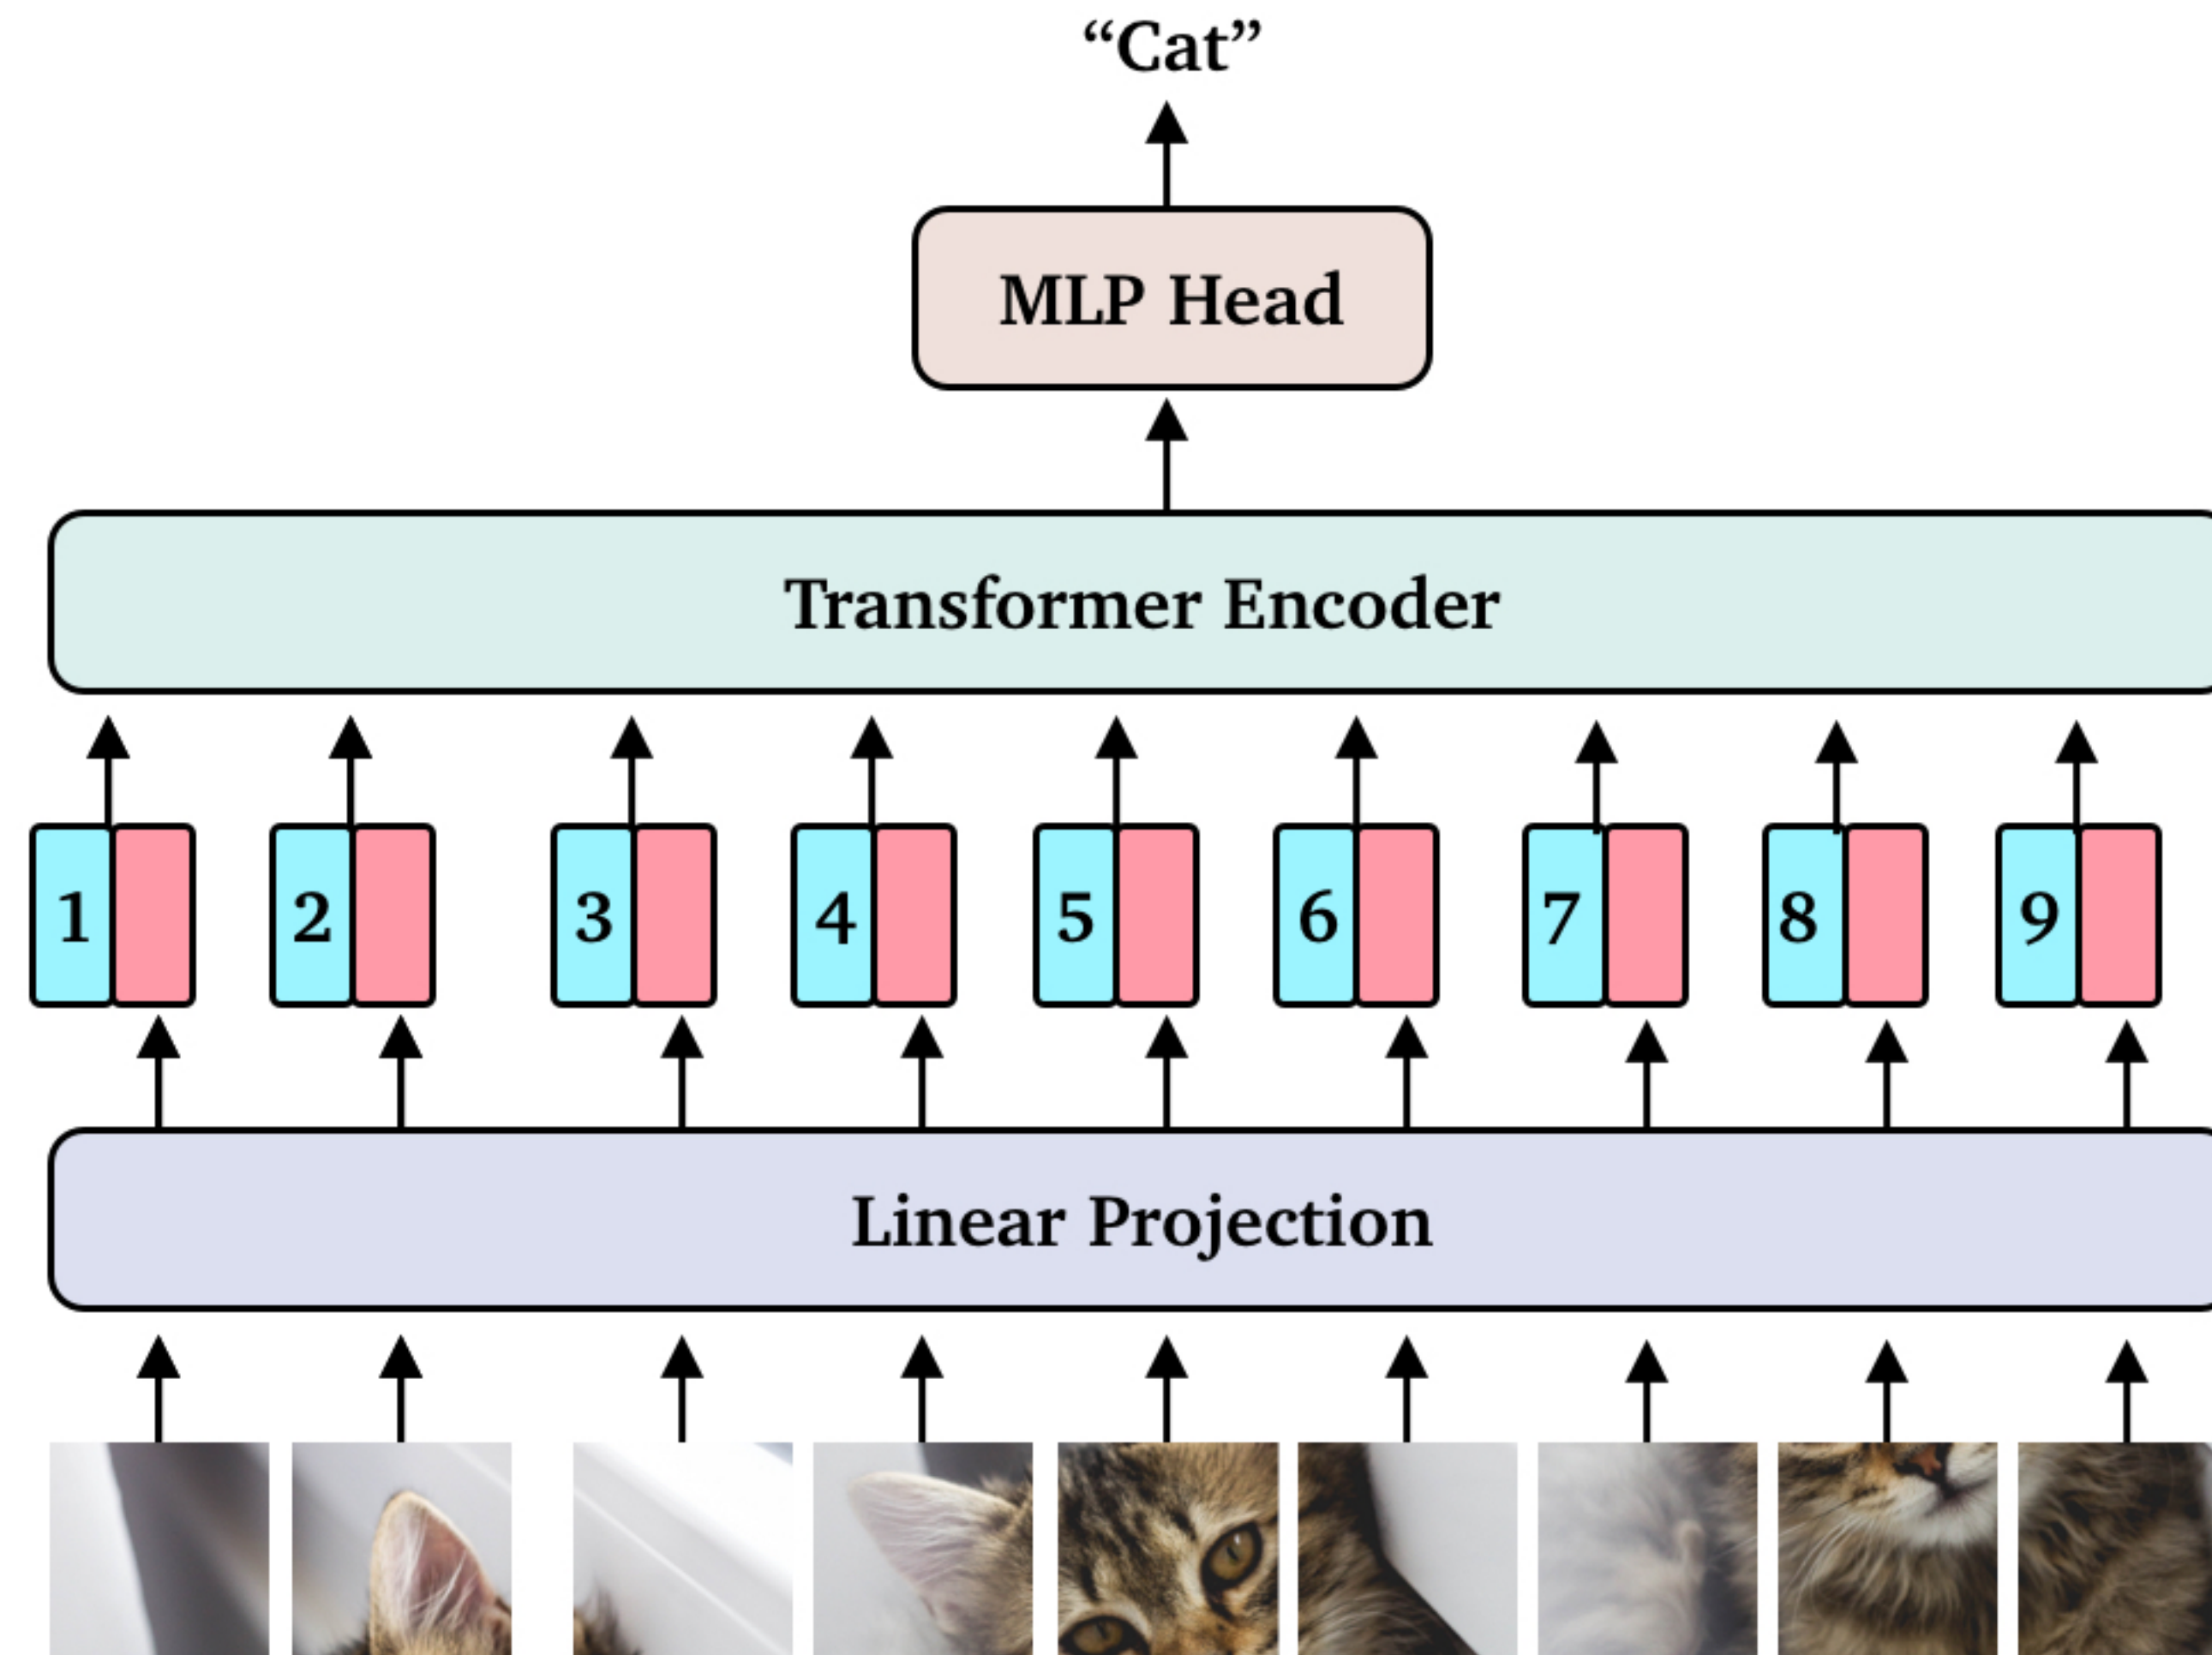 “Cat”
MLP Head
Transformer Encoder
1 2 3 4 5 6 7 8 9
Linear Projection